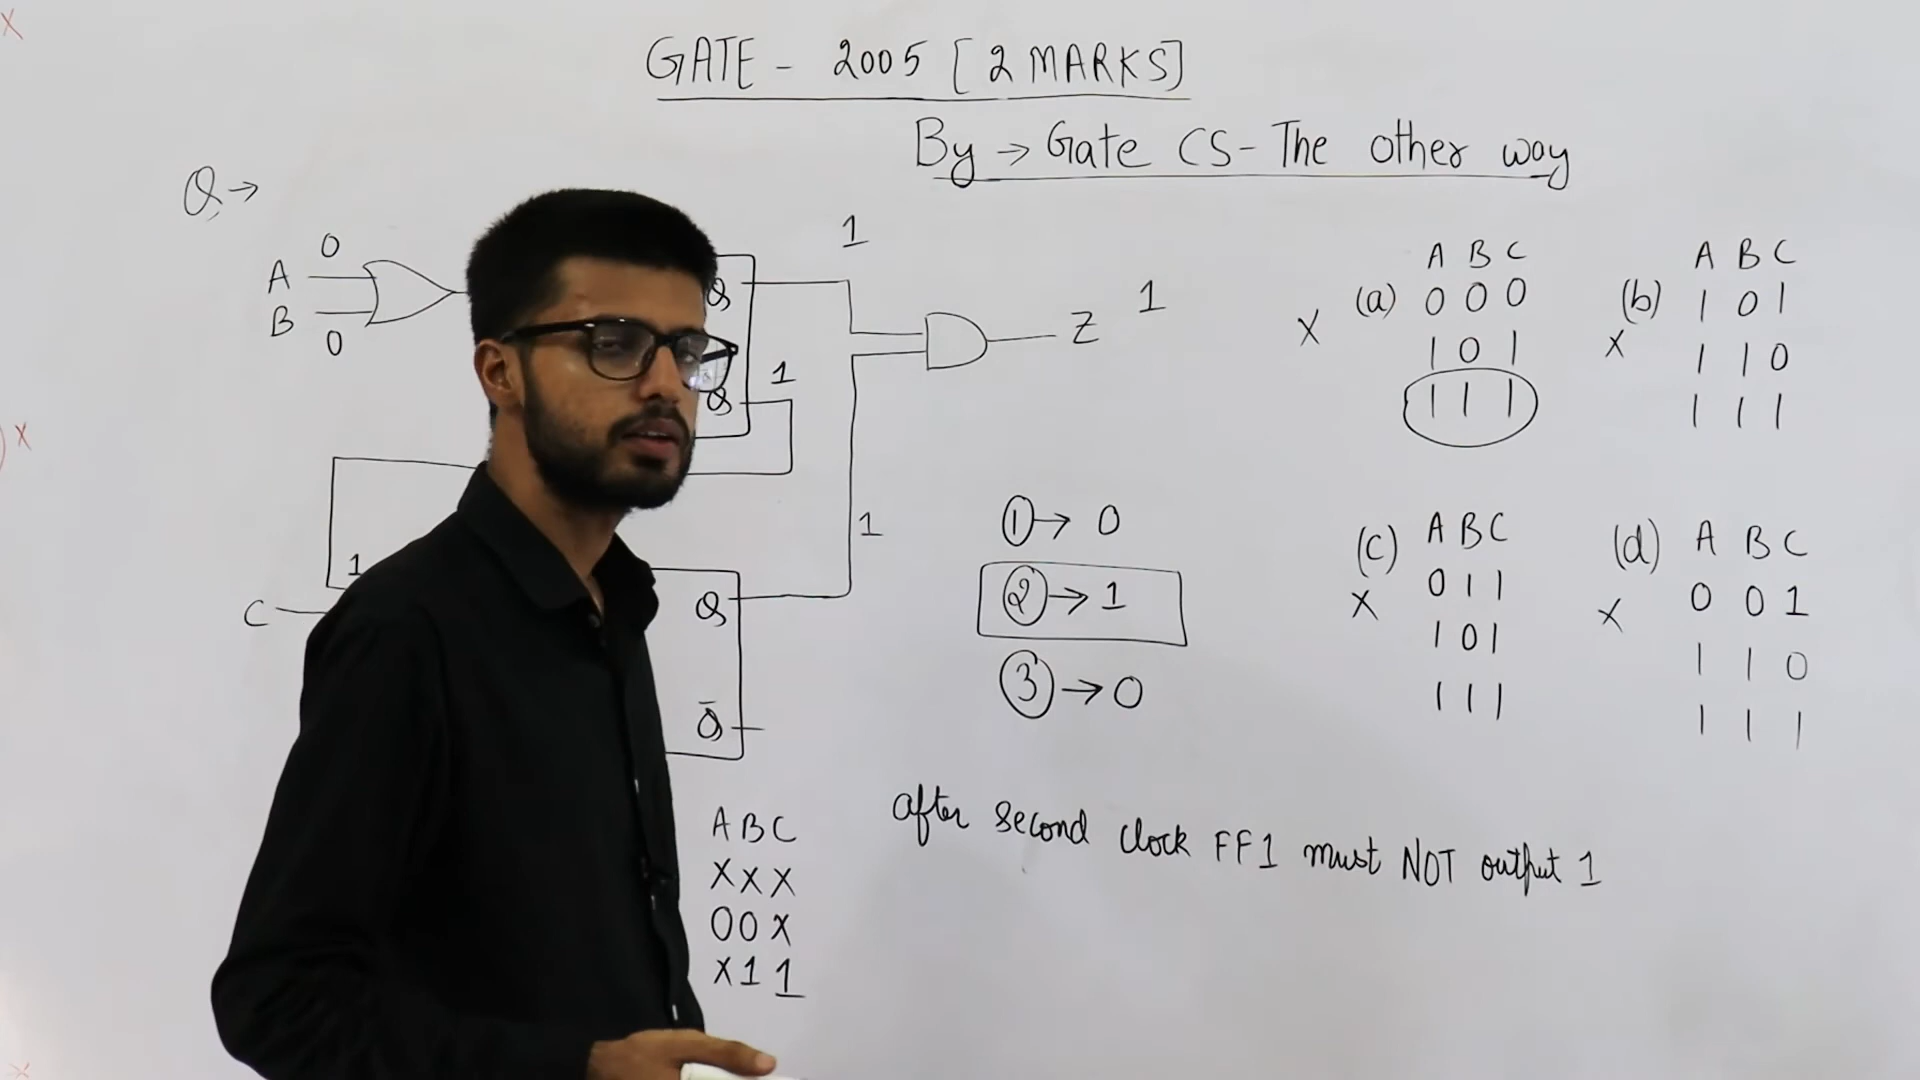 GATE - 2005 [2 MARKS]
By → Gate CS - The other way
Q →
A 0
B 0
Q
Q
1
1
1
1
Z 1
C
Q
Q̄
(a) A B C
X 0 0 0
1 0 1
1 1 1
(b) A B C
X 1 0 1
1 1 0
1 1 1
① → 0
② → 1
③ → 0
(c) A B C
X 0 1 1
1 0 1
1 1 1
(d) A B C
X 0 0 1
1 1 0
1 1 1
A B C
X X X
0 0 X
X 1 1
after second clock FF1 must NOT output 1
X
) X
X